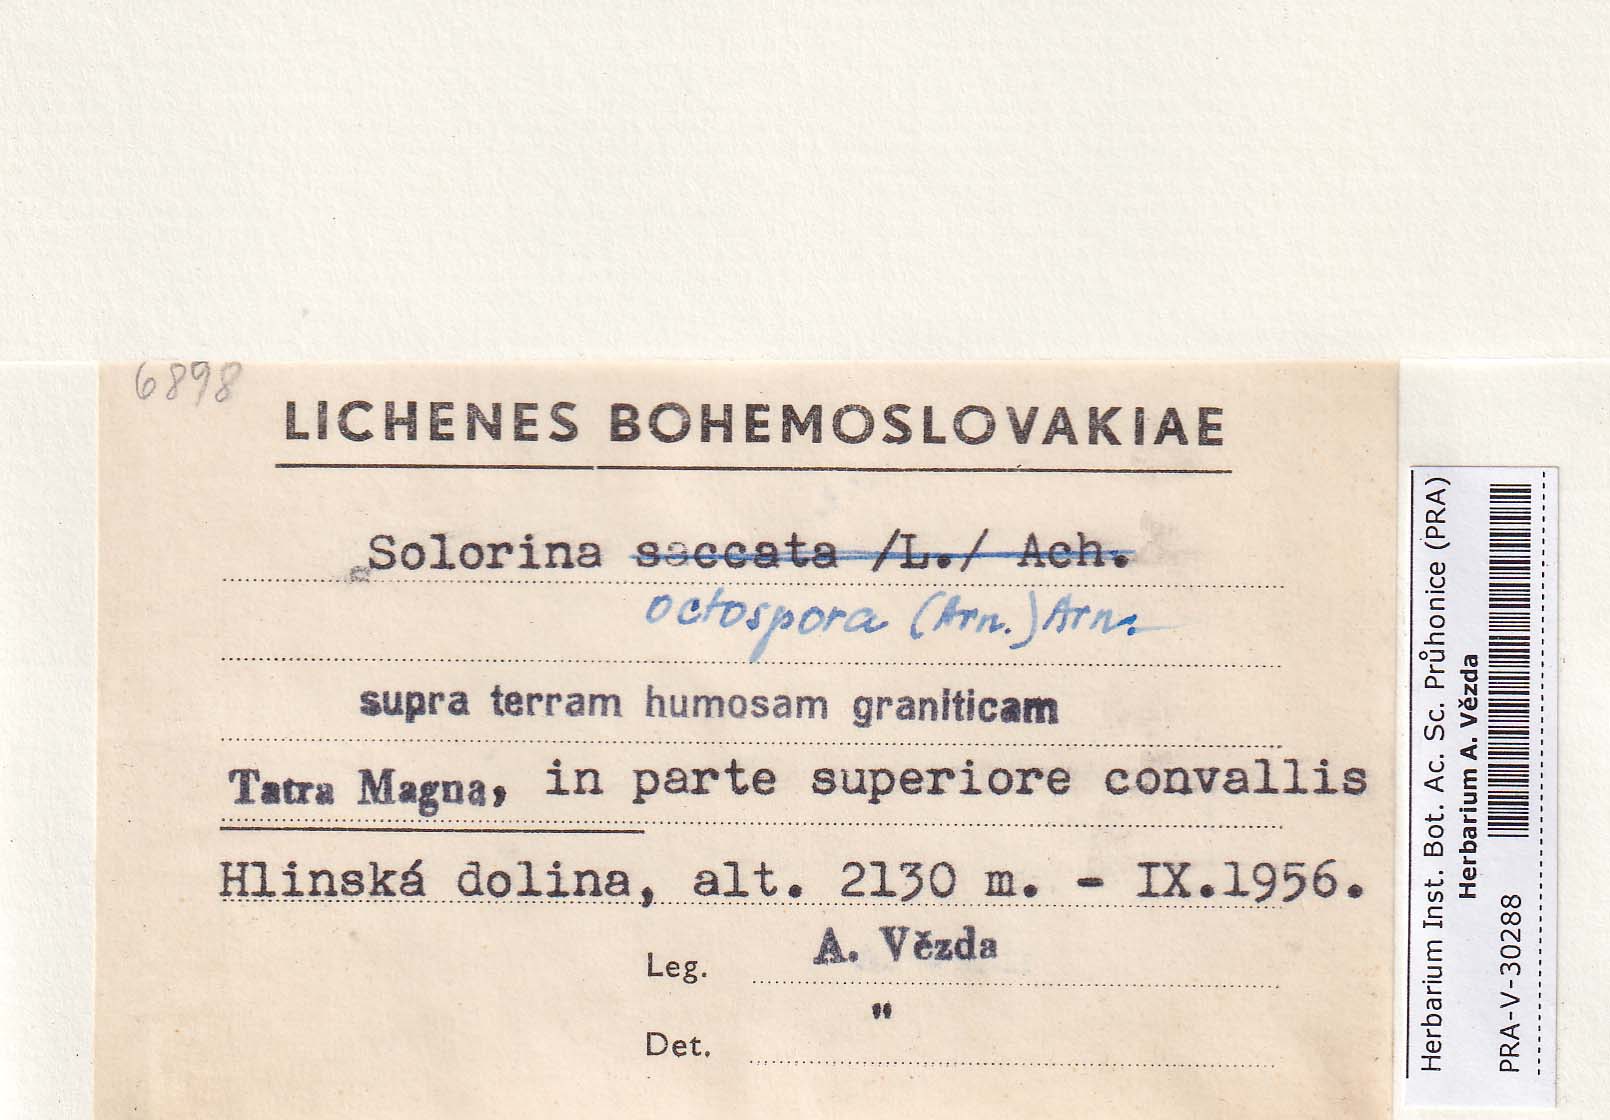 6898
LICHENES BOHEMOSLOVAKIAE
Solorina saccata /L./ Ach.
octospora (Arn.) Arn.
supra terram humosam graniticam
Tatra Magna, in parte superiore convallis
Hlinská dolina, alt. 2130 m. - IX.1956.
Leg. A. Vězda
Det. "
Herbarium Inst. Bot. Ac. Sc. Průhonice (PRA)
Herbarium A. Vězda
PRA-V-30288